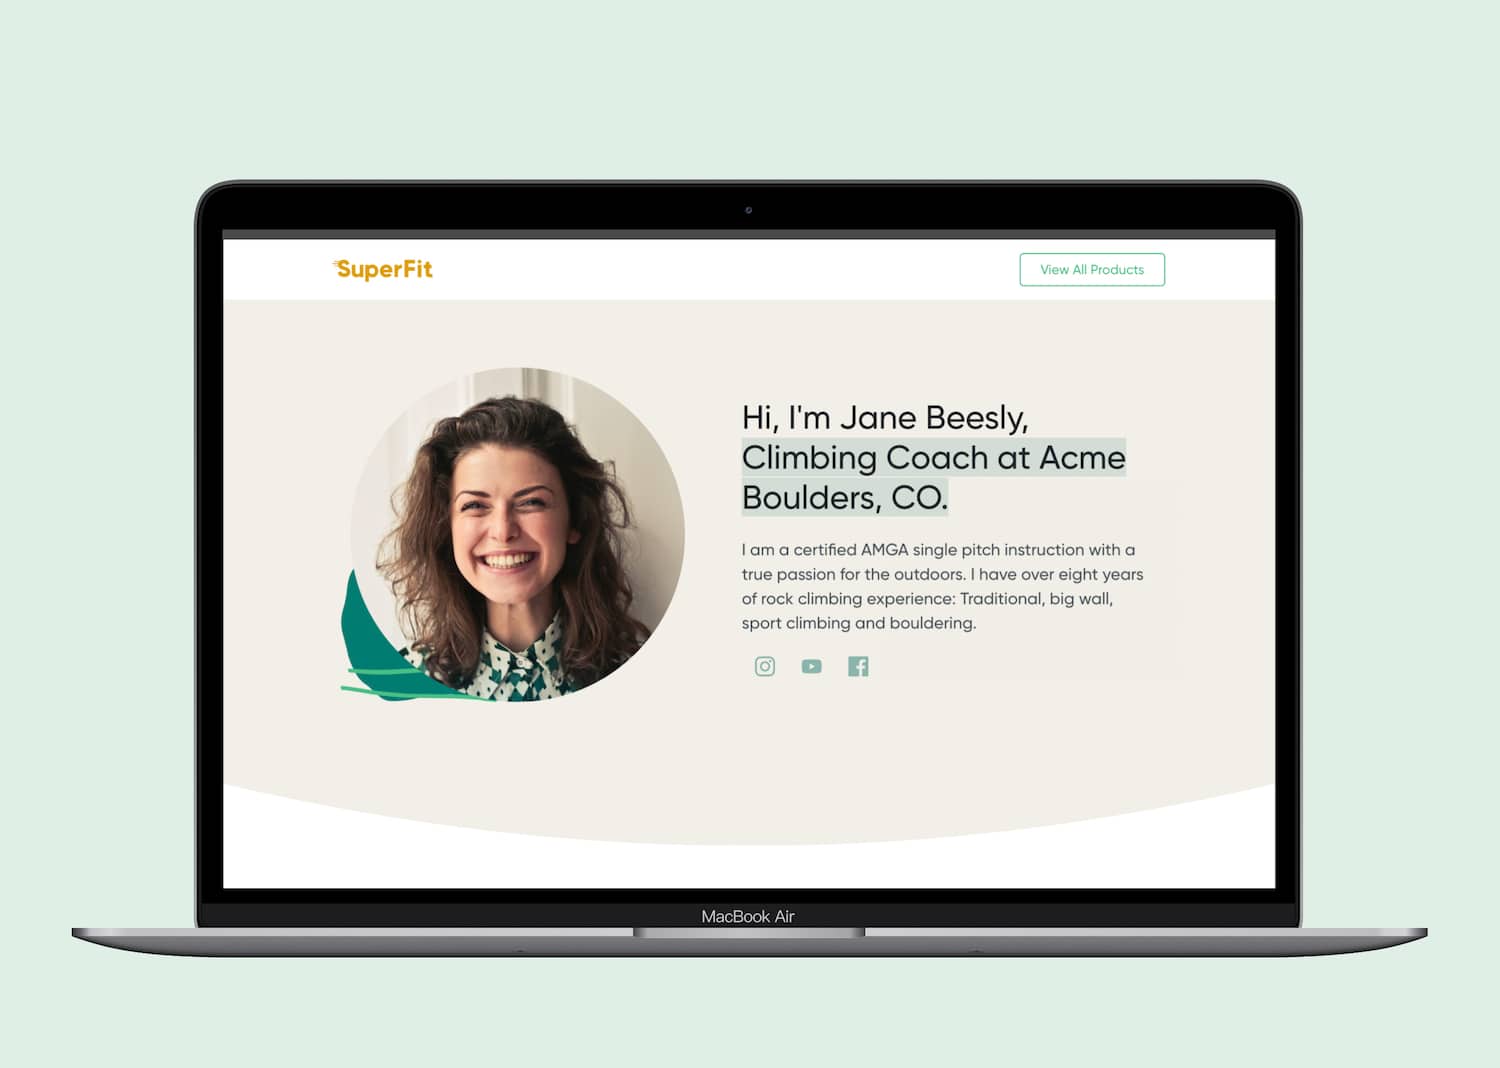 SuperFit
View All Products
Hi, I'm Jane Beesly,
Climbing Coach at Acme
Boulders, CO.
I am a certified AMGA single pitch instruction with a
true passion for the outdoors. I have over eight years
of rock climbing experience: Traditional, big wall,
sport climbing and bouldering.
MacBook Air